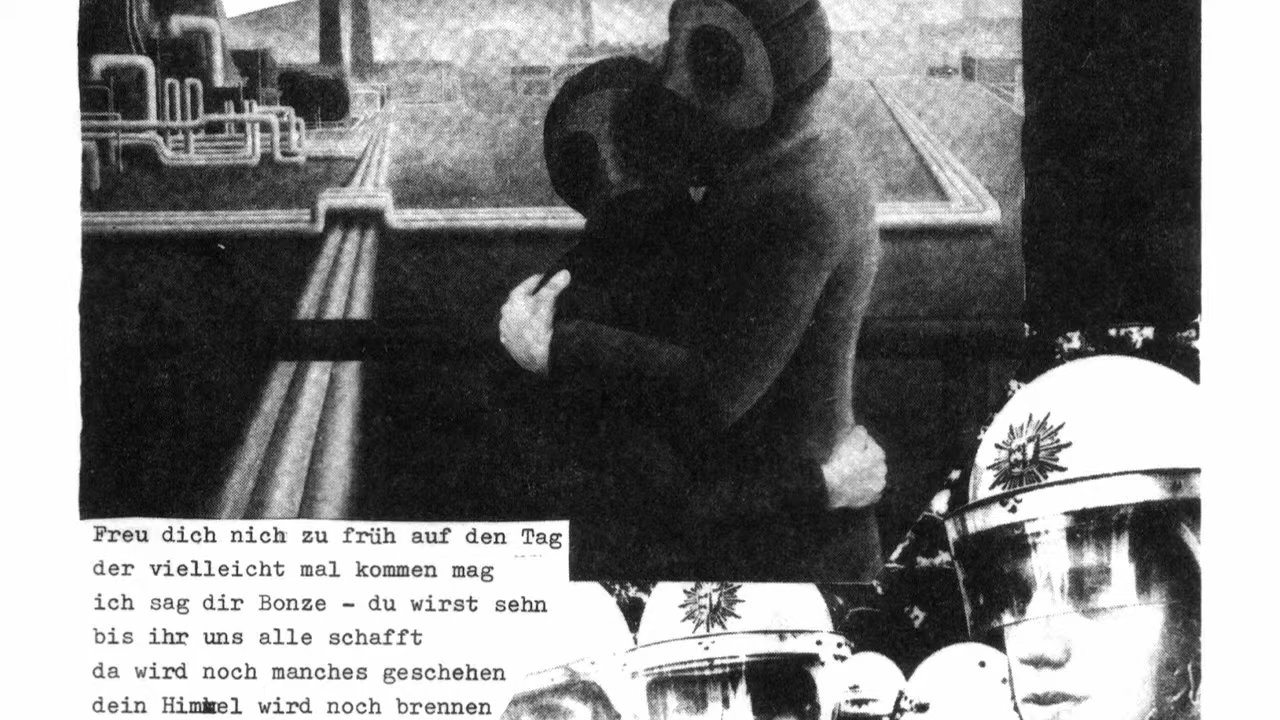 Freu dich nich zu früh auf den Tag
der vielleicht mal kommen mag
ich sag dir Bonze - du wirst sehn
bis ihr uns alle schafft
da wird noch manches geschehen
dein Himmel wird noch brennen